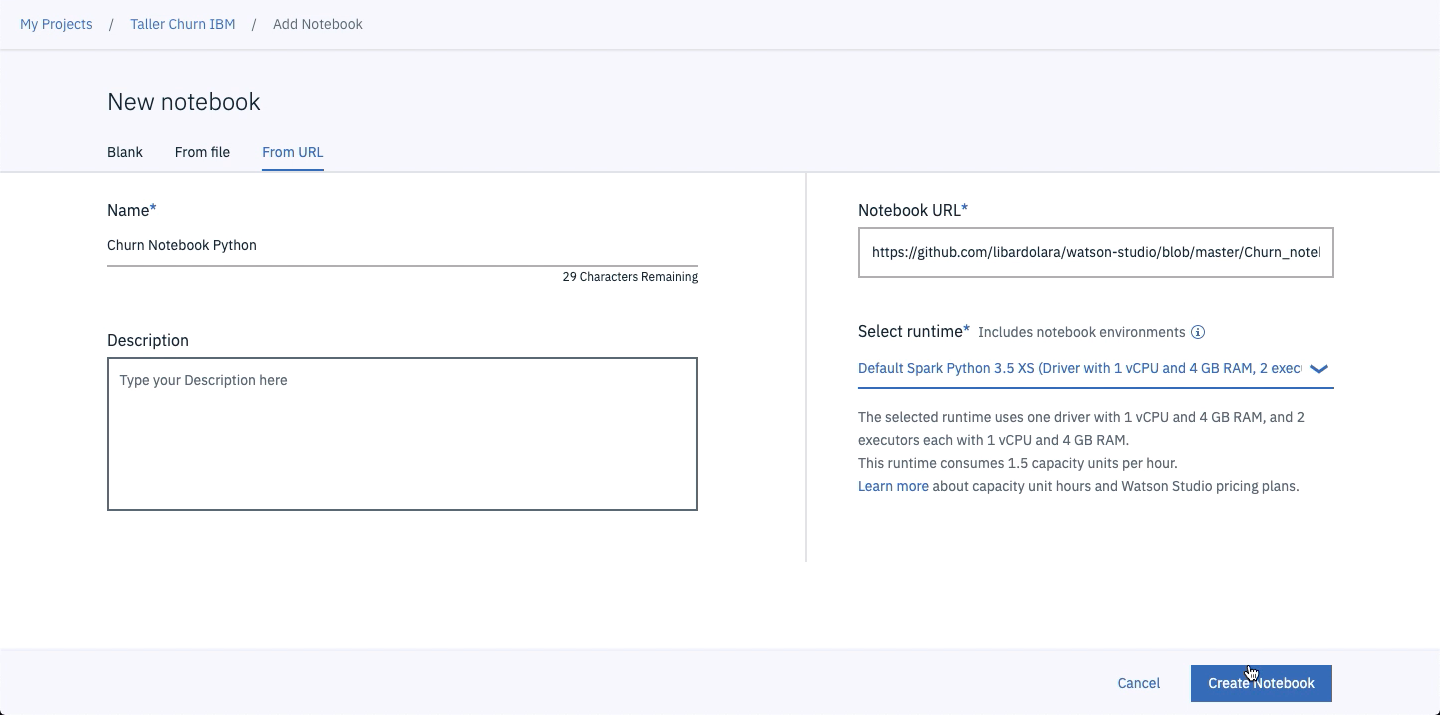 My Projects / Taller Churn IBM / Add Notebook
New notebook
Blank From file From URL
Name*
Churn Notebook Python
29 Characters Remaining
Description
Type your Description here
Notebook URL*
https://github.com/libardolara/watson-studio/blob/master/Churn_note
Select runtime* Includes notebook environments
Default Spark Python 3.5 XS (Driver with 1 vCPU and 4 GB RAM, 2 exec
The selected runtime uses one driver with 1 vCPU and 4 GB RAM, and 2
executors each with 1 vCPU and 4 GB RAM.
This runtime consumes 1.5 capacity units per hour.
Learn more about capacity unit hours and Watson Studio pricing plans.
Cancel Create Notebook